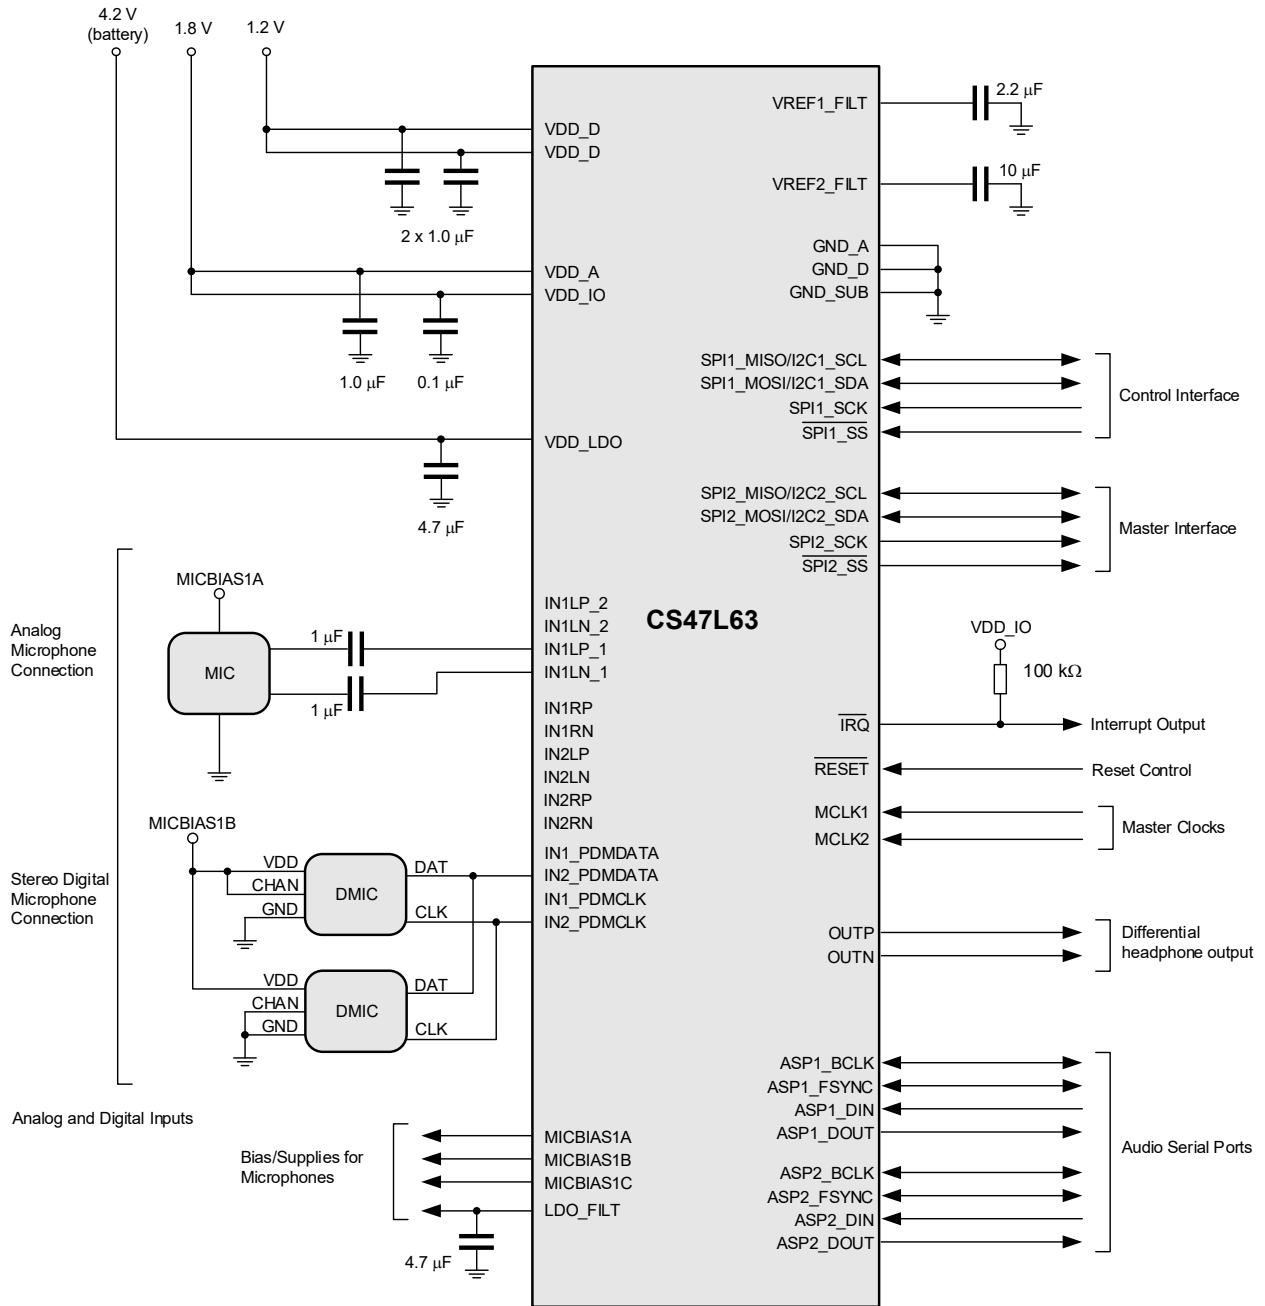 4.2 V
(battery)
1.8 V
1.2 V
VDD_D
VDD_D
2 x 1.0 μF
VDD_A
VDD_IO
1.0 μF
0.1 μF
VDD_LDO
4.7 μF
Analog
Microphone
Connection
MICBIAS1A
MIC
1 μF
1 μF
IN1LP_2
IN1LN_2
IN1LP_1
IN1LN_1
IN1RP
IN1RN
IN2LP
IN2LN
IN2RP
IN2RN
Stereo Digital
Microphone
Connection
MICBIAS1B
VDD
CHAN
GND
DMIC
DAT
CLK
VDD
CHAN
GND
DMIC
DAT
CLK
IN1_PDMDATA
IN2_PDMDATA
IN1_PDMCLK
IN2_PDMCLK
Analog and Digital Inputs
Bias/Supplies for
Microphones
MICBIAS1A
MICBIAS1B
MICBIAS1C
LDO_FILT
4.7 μF
CS47L63
VREF1_FILT
2.2 μF
VREF2_FILT
10 μF
GND_A
GND_D
GND_SUB
SPI1_MISO/I2C1_SCL
SPI1_MOSI/I2C1_SDA
SPI1_SCK
SPI1_SS
Control Interface
SPI2_MISO/I2C2_SCL
SPI2_MOSI/I2C2_SDA
SPI2_SCK
SPI2_SS
Master Interface
VDD_IO
100 kΩ
IRQ
Interrupt Output
RESET
Reset Control
MCLK1
MCLK2
Master Clocks
OUTP
OUTN
Differential
headphone output
ASP1_BCLK
ASP1_FSYNC
ASP1_DIN
ASP1_DOUT
ASP2_BCLK
ASP2_FSYNC
ASP2_DIN
ASP2_DOUT
Audio Serial Ports